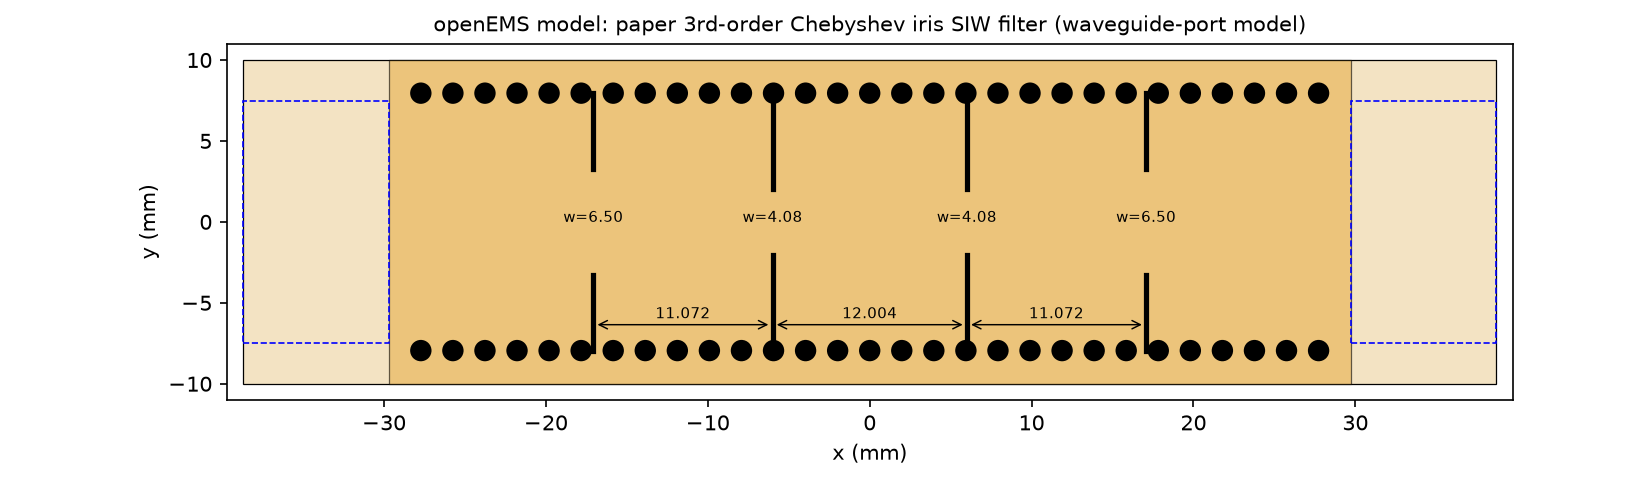 openEMS model: paper 3rd-order Chebyshev iris SIW filter (waveguide-port model)
10
5
0
−5
−10
y (mm)
w=6.50 w=4.08 w=4.08 w=6.50
11.072 12.004 11.072
−30 −20 −10 0 10 20 30
x (mm)